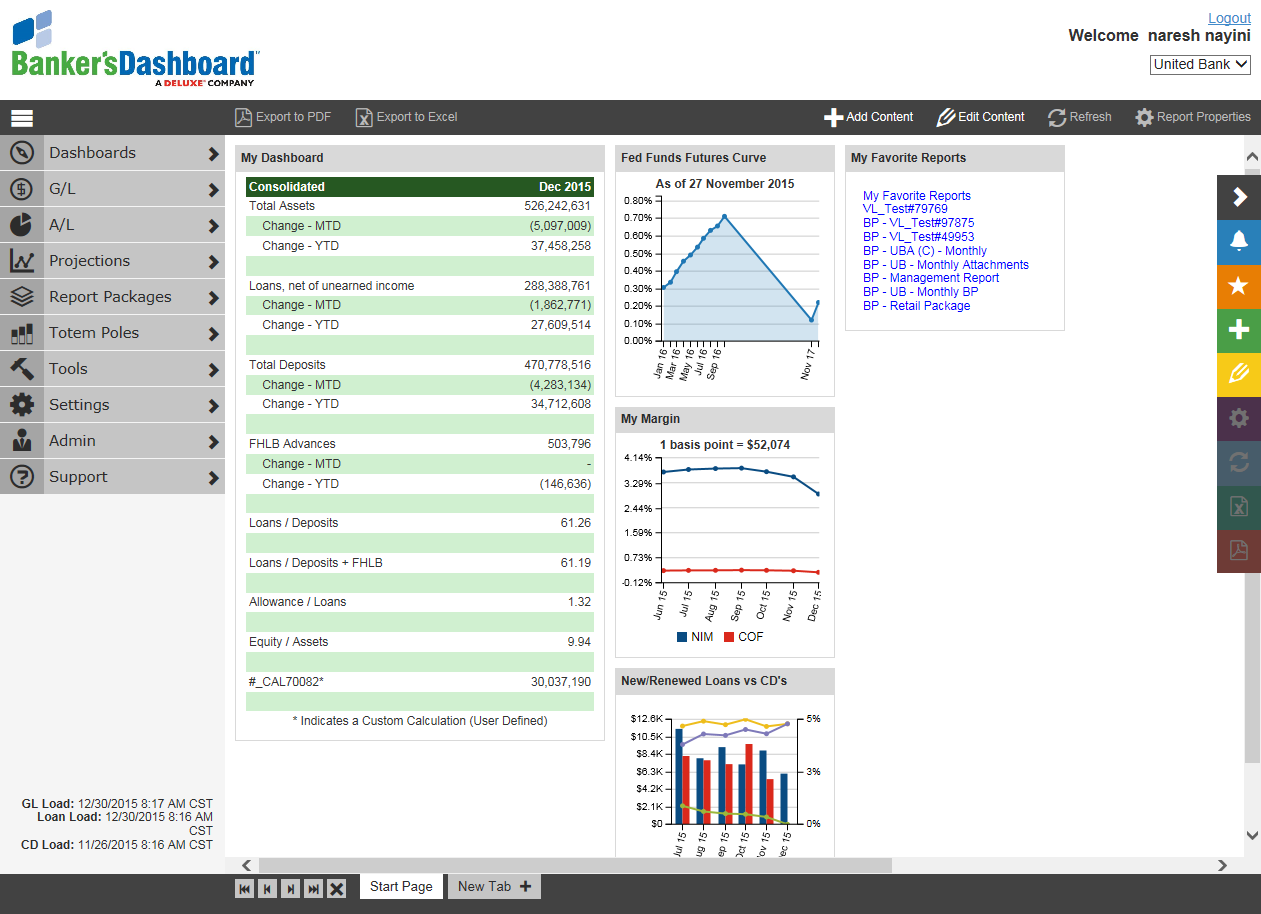 Logout
Welcome naresh nayini
United Bank
Banker'sDashboard
A DELUXE COMPANY
Export to PDF
Export to Excel
Add Content
Edit Content
Refresh
Report Properties
Dashboards
G/L
A/L
Projections
Report Packages
Totem Poles
Tools
Settings
Admin
Support
GL Load: 12/30/2015 8:17 AM CST
Loan Load: 12/30/2015 8:16 AM
CST
CD Load: 11/26/2015 8:16 AM CST
My Dashboard
Consolidated Dec 2015
Total Assets 526,242,631
Change - MTD (5,097,009)
Change - YTD 37,458,258
Loans, net of unearned income 288,388,761
Change - MTD (1,862,771)
Change - YTD 27,609,514
Total Deposits 470,778,516
Change - MTD (4,283,134)
Change - YTD 34,712,608
FHLB Advances 503,796
Change - MTD -
Change - YTD (146,636)
Loans / Deposits 61.26
Loans / Deposits + FHLB 61.19
Allowance / Loans 1.32
Equity / Assets 9.94
#_CAL70082* 30,037,190
* Indicates a Custom Calculation (User Defined)
Fed Funds Futures Curve
As of 27 November 2015
0.80%
0.70%
0.60%
0.50%
0.40%
0.30%
0.20%
0.10%
0.00%
Jan 16
Mar 16
May 16
Jul 16
Sep 16
Nov 17
My Margin
1 basis point = $52,074
4.14%
3.29%
2.44%
1.59%
0.73%
-0.12%
Jun 15
Jul 15
Aug 15
Sep 15
Oct 15
Nov 15
Dec 15
NIM COF
New/Renewed Loans vs CD's
$12.6K
$10.5K
$8.4K
$6.3K
$4.2K
$2.1K
$0
5%
3%
0%
Jul 15
ug 15
ep 15
Oct 15
ov 15
ec 15
My Favorite Reports
My Favorite Reports
VL_Test#79769
BP - VL_Test#97875
BP - VL_Test#49953
BP - UBA (C) - Monthly
BP - UB - Monthly Attachments
BP - Management Report
BP - UB - Monthly BP
BP - Retail Package
Start Page
New Tab